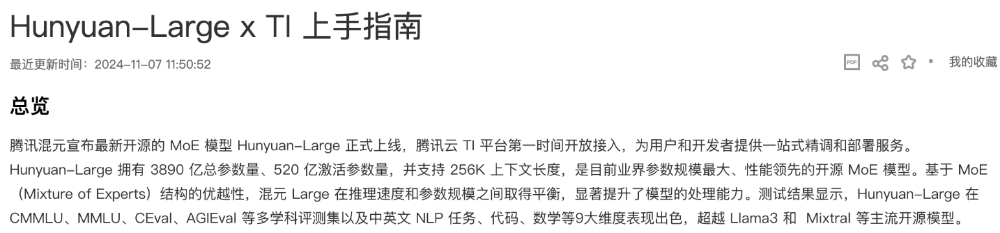 Hunyuan-Large x TI 上手指南
最近更新时间：2024-11-07 11:50:52
PDF
我的收藏
总览
腾讯混元宣布最新开源的 MoE 模型 Hunyuan-Large 正式上线，腾讯云 TI 平台第一时间开放接入，为用户和开发者提供一站式精调和部署服务。
Hunyuan-Large 拥有 3890 亿总参数量、520 亿激活参数量，并支持 256K 上下文长度，是目前业界参数规模最大、性能领先的开源 MoE 模型。基于 MoE
（Mixture of Experts）结构的优越性，混元 Large 在推理速度和参数规模之间取得平衡，显著提升了模型的处理能力。测试结果显示，Hunyuan-Large 在
CMMLU、MMLU、CEval、AGIEval 等多学科评测集以及中英文 NLP 任务、代码、数学等9大维度表现出色，超越 Llama3 和 Mixtral 等主流开源模型。